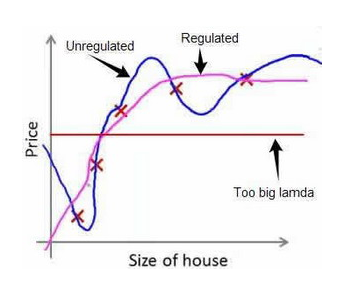 Regulated
Unregulated
Price
Too big lamda
Size of house